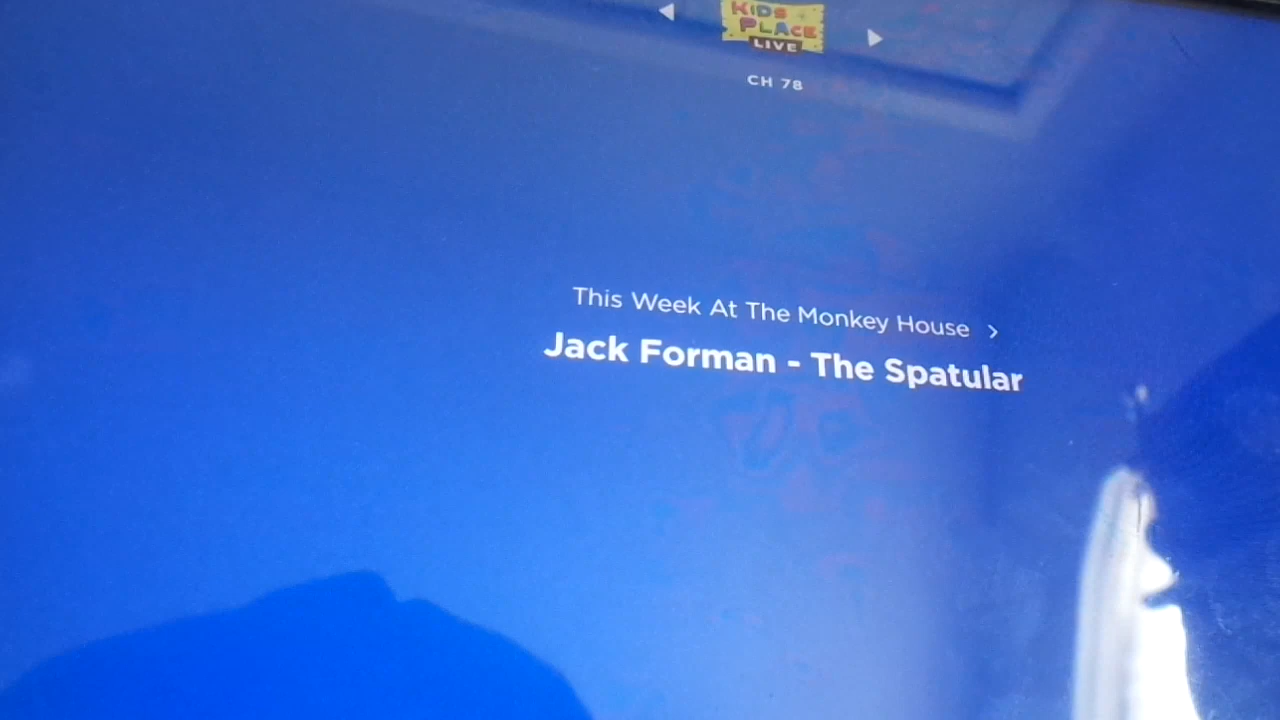 KIDS
PLACE
LIVE
CH 78
This Week At The Monkey House
Jack Forman - The Spatular